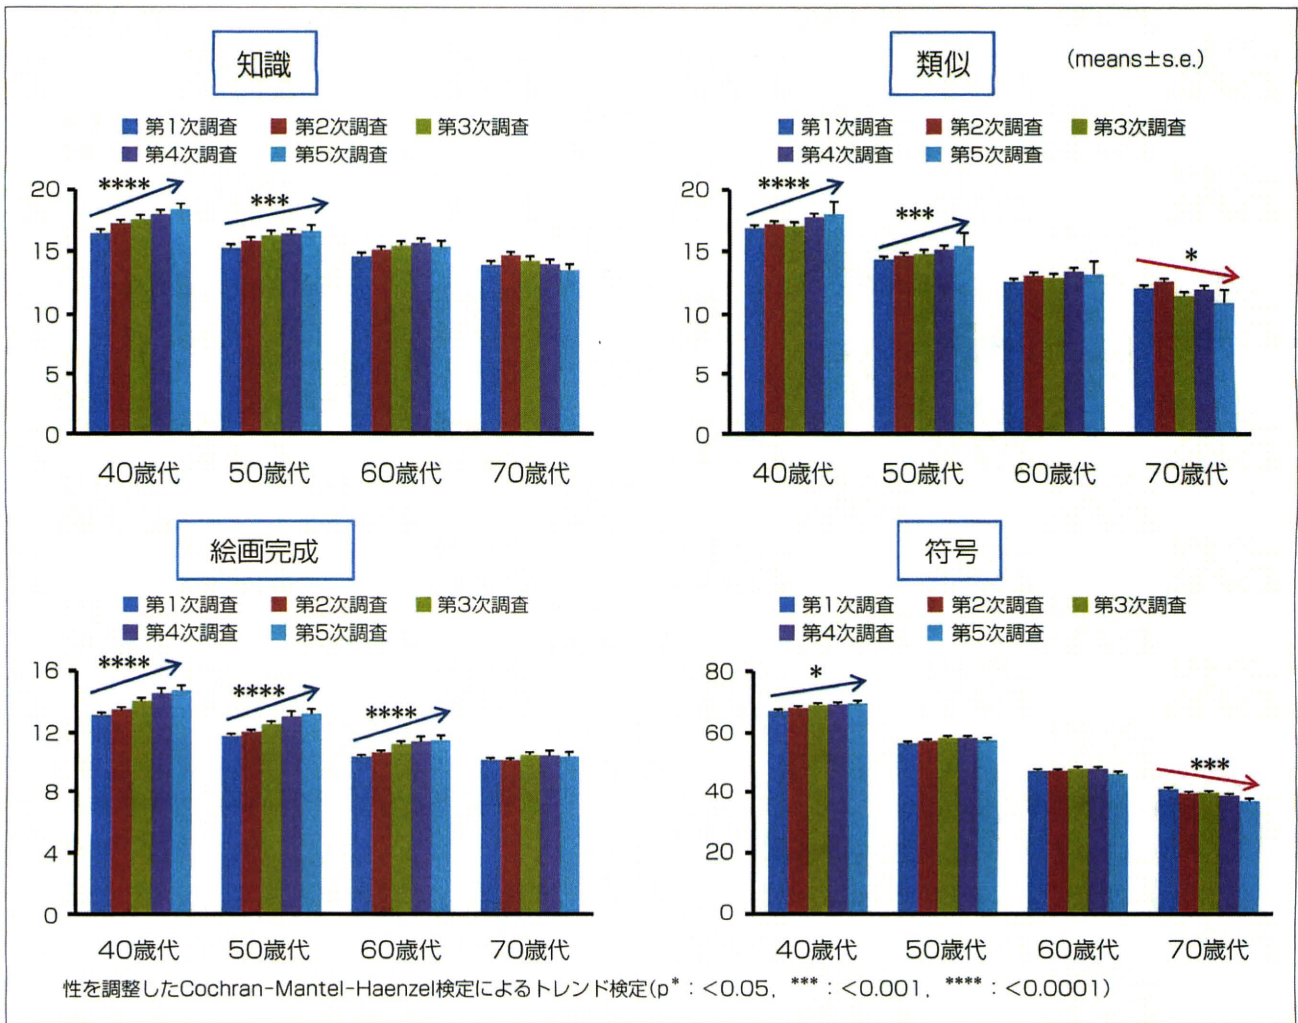 知識
第1次調査 第2次調査 第3次調査
第4次調査 第5次調査
20
15
10
5
0
****
***
40歳代 50歳代 60歳代 70歳代
類似
(means±s.e.)
第1次調査 第2次調査 第3次調査
第4次調査 第5次調査
20
15
10
5
0
****
***
*
40歳代 50歳代 60歳代 70歳代
絵画完成
第1次調査 第2次調査 第3次調査
第4次調査 第5次調査
16
12
8
4
0
****
****
****
40歳代 50歳代 60歳代 70歳代
符号
第1次調査 第2次調査 第3次調査
第4次調査 第5次調査
80
60
40
20
0
*
***
40歳代 50歳代 60歳代 70歳代
性を調整したCochran-Mantel-Haenzel検定によるトレンド検定(p*:<0.05, ***:<0.001, ****:<0.0001)